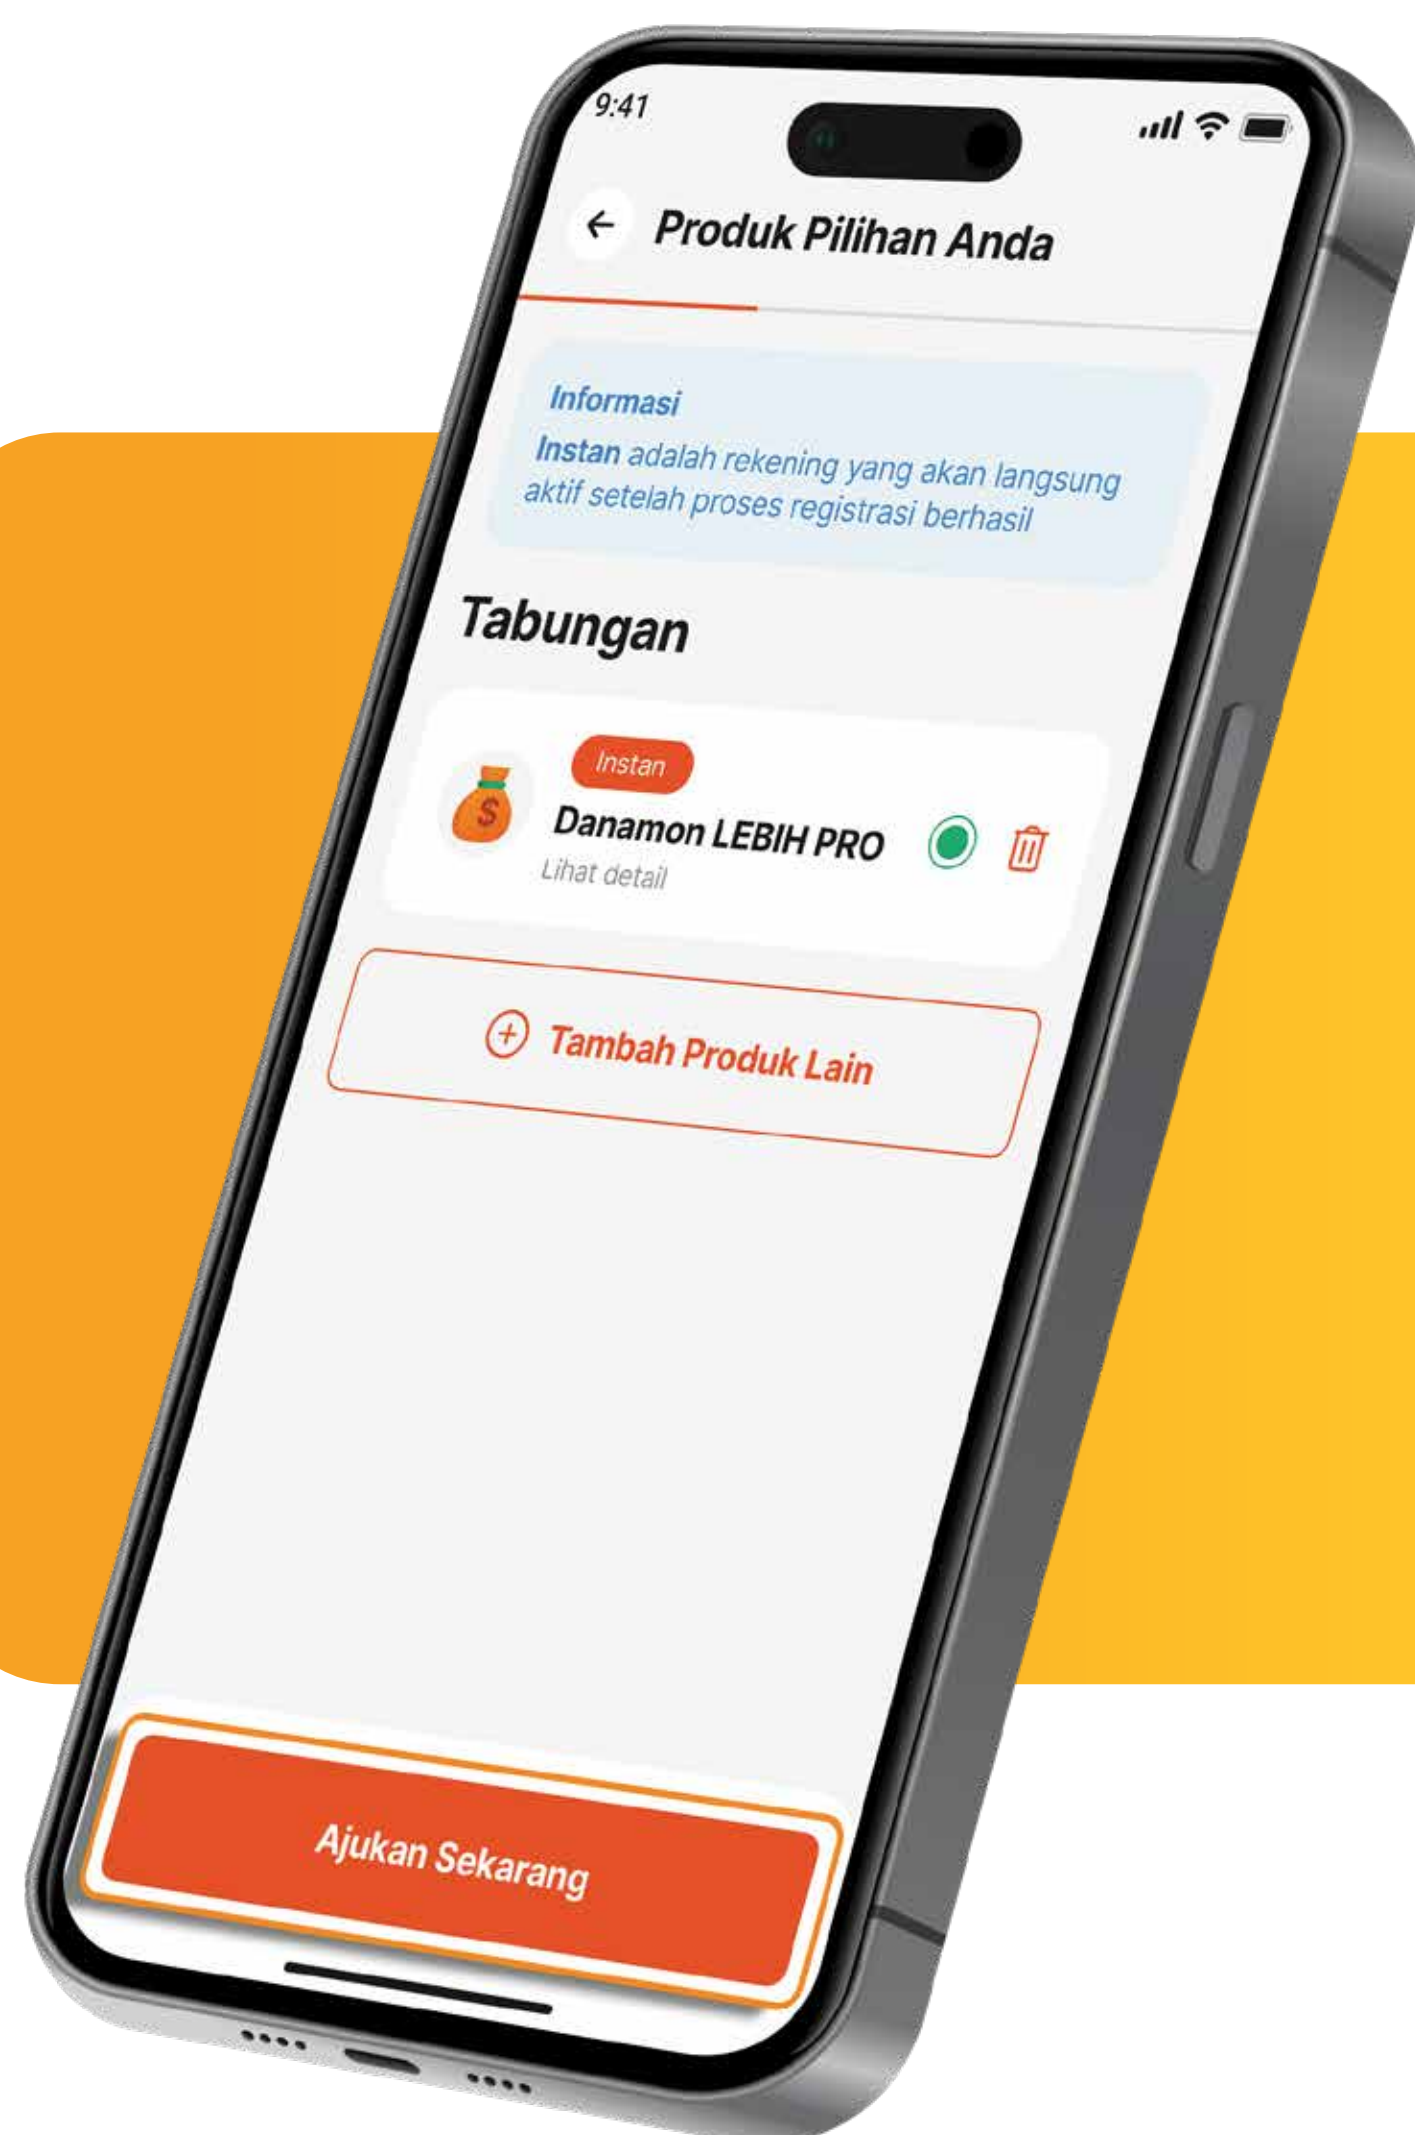 9:41
Produk Pilihan Anda
Informasi
Instan adalah rekening yang akan langsung
aktif setelah proses registrasi berhasil
Tabungan
Instan
$
Danamon LEBIH PRO
Lihat detail
Tambah Produk Lain
Ajukan Sekarang